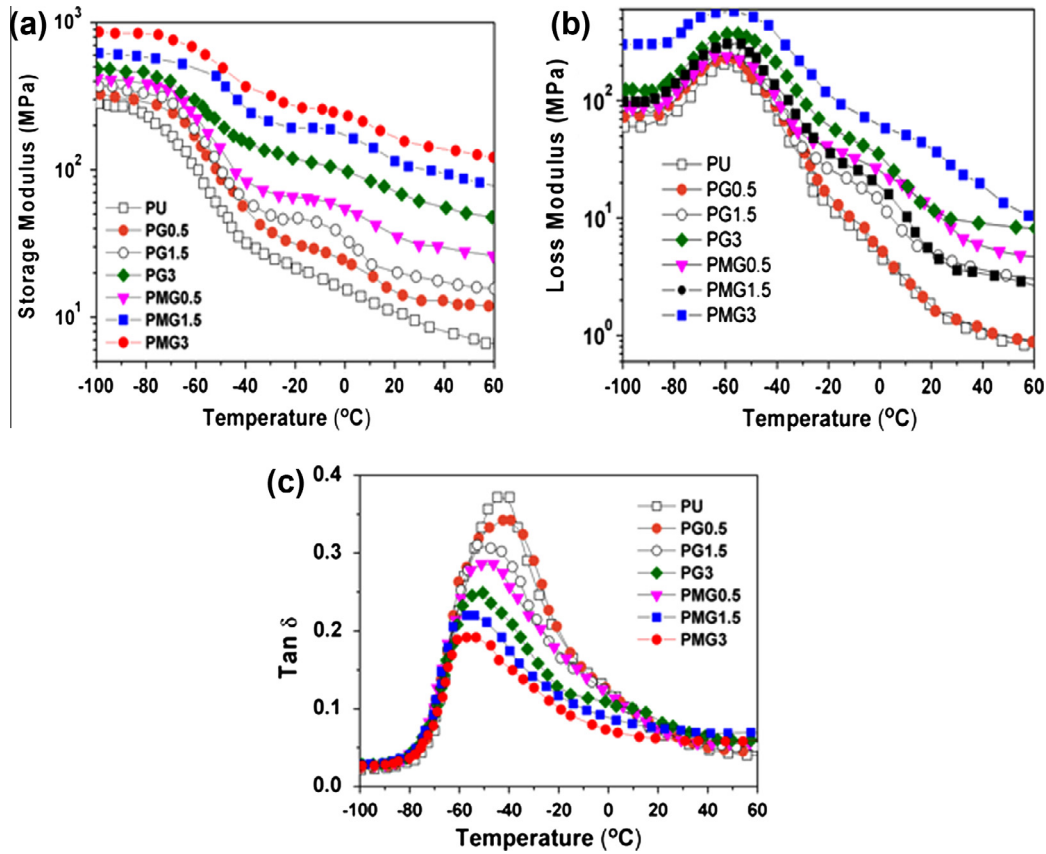 (a)
10³
10²
10¹
Storage Modulus (MPa)
PU
PG0.5
PG1.5
PG3
PMG0.5
PMG1.5
PMG3
-100 -80 -60 -40 -20 0 20 40 60
Temperature (ºC)
(b)
10²
10¹
10⁰
Loss Modulus (MPa)
PU
PG0.5
PG1.5
PG3
PMG0.5
PMG1.5
PMG3
-100 -80 -60 -40 -20 0 20 40 60
Temperature (ºC)
(c)
0.4
0.3
0.2
0.1
0.0
Tan δ
PU
PG0.5
PG1.5
PG3
PMG0.5
PMG1.5
PMG3
-100 -80 -60 -40 -20 0 20 40 60
Temperature (ºC)